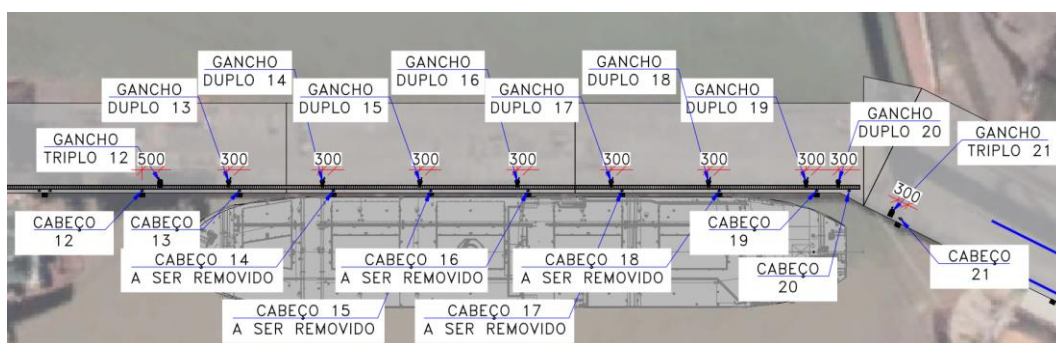 GANCHO
DUPLO 14
GANCHO
DUPLO 16
GANCHO
DUPLO 18
GANCHO
DUPLO 13
GANCHO
DUPLO 15
GANCHO
DUPLO 17
GANCHO
DUPLO 19
GANCHO
DUPLO 20
GANCHO
TRIPLO 12
GANCHO
TRIPLO 21
500
300
300
300
300
300
300
300
300
300
CABEÇO
12
CABEÇO
13
CABEÇO 14
A SER REMOVIDO
CABEÇO 16
A SER REMOVIDO
CABEÇO 18
A SER REMOVIDO
CABEÇO
19
CABEÇO
20
CABEÇO
21
CABEÇO 15
A SER REMOVIDO
CABEÇO 17
A SER REMOVIDO